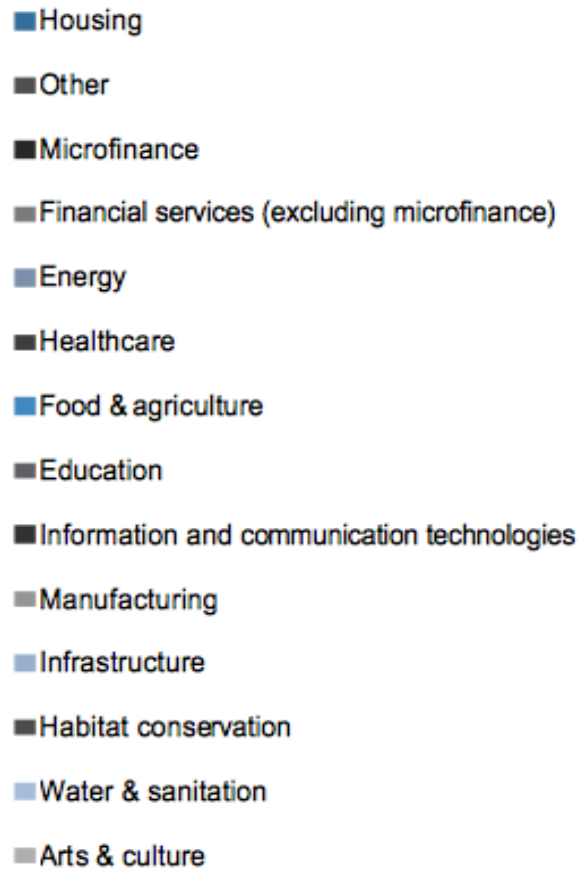 Housing
Other
Microfinance
Financial services (excluding microfinance)
Energy
Healthcare
Food & agriculture
Education
Information and communication technologies
Manufacturing
Infrastructure
Habitat conservation
Water & sanitation
Arts & culture